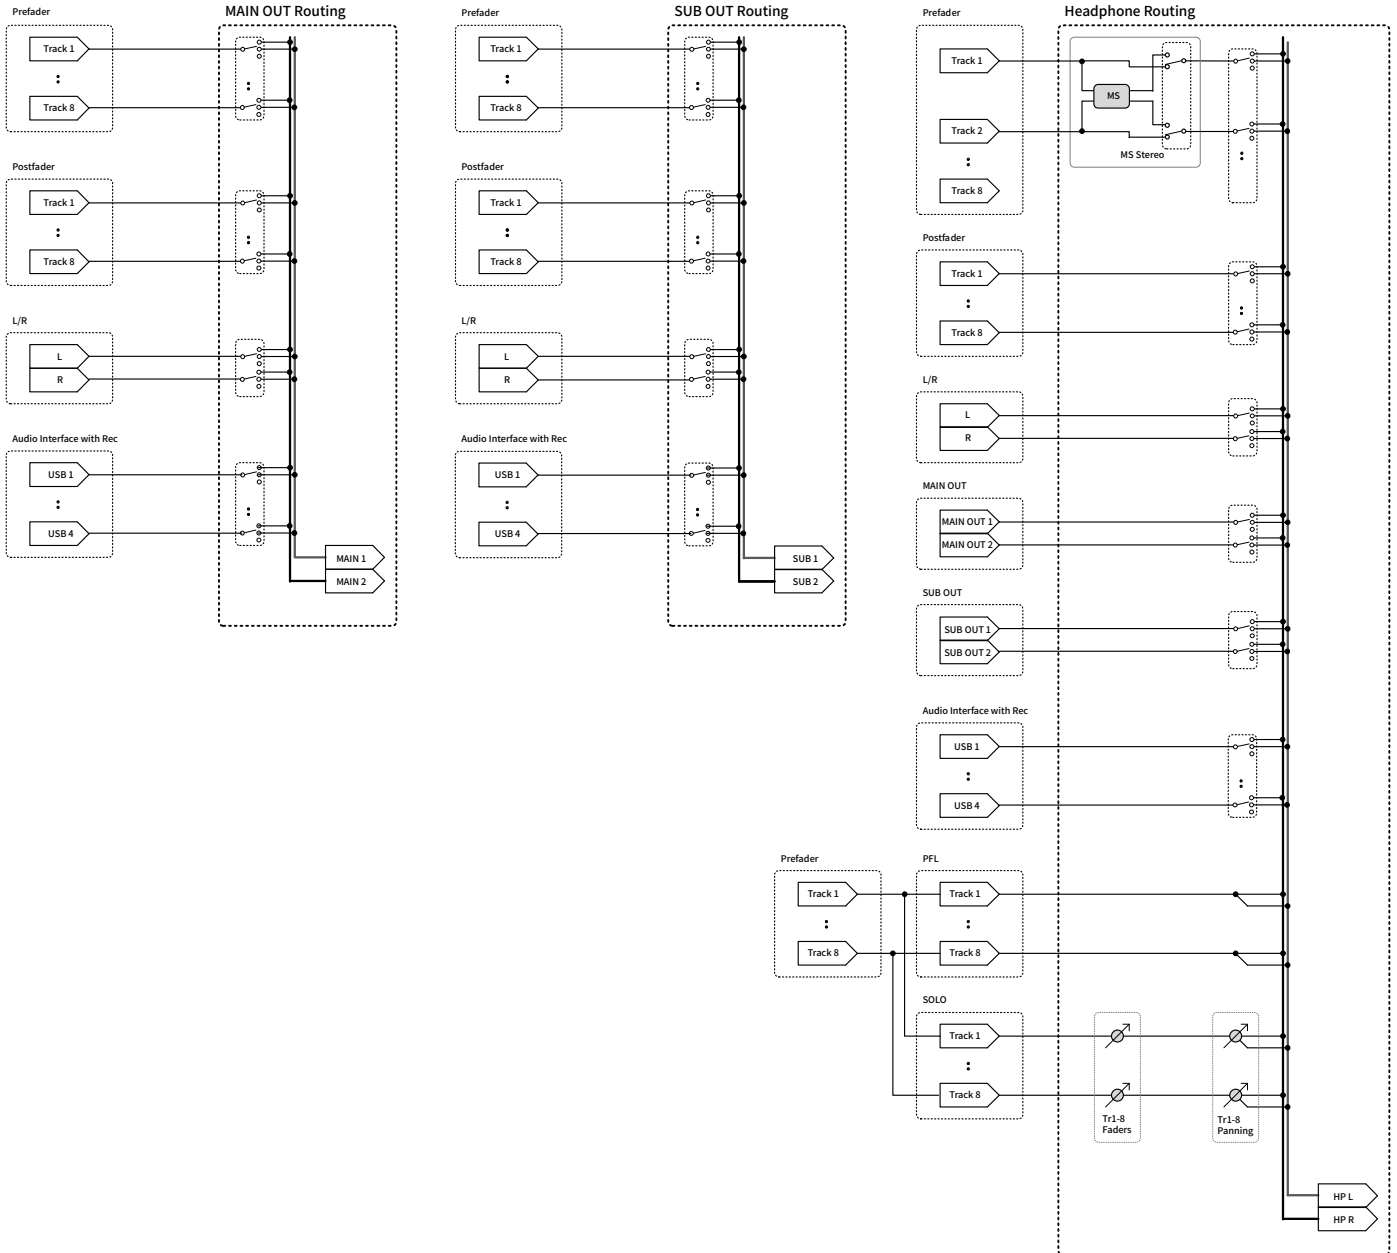 MAIN OUT Routing
Prefader
Track 1
Track 8
Postfader
Track 1
Track 8
L/R
L
R
Audio Interface with Rec
USB 1
USB 4
MAIN 1
MAIN 2
SUB OUT Routing
Prefader
Track 1
Track 8
Postfader
Track 1
Track 8
L/R
L
R
Audio Interface with Rec
USB 1
USB 4
SUB 1
SUB 2
Headphone Routing
Prefader
Track 1
MS
Track 2
MS Stereo
Track 8
Postfader
Track 1
Track 8
L/R
L
R
MAIN OUT
MAIN OUT 1
MAIN OUT 2
SUB OUT
SUB OUT 1
SUB OUT 2
Audio Interface with Rec
USB 1
USB 4
Prefader
Track 1
Track 8
PFL
Track 1
Track 8
SOLO
Track 1
Track 8
Tr1-8
Faders
Tr1-8
Panning
HP L
HP R